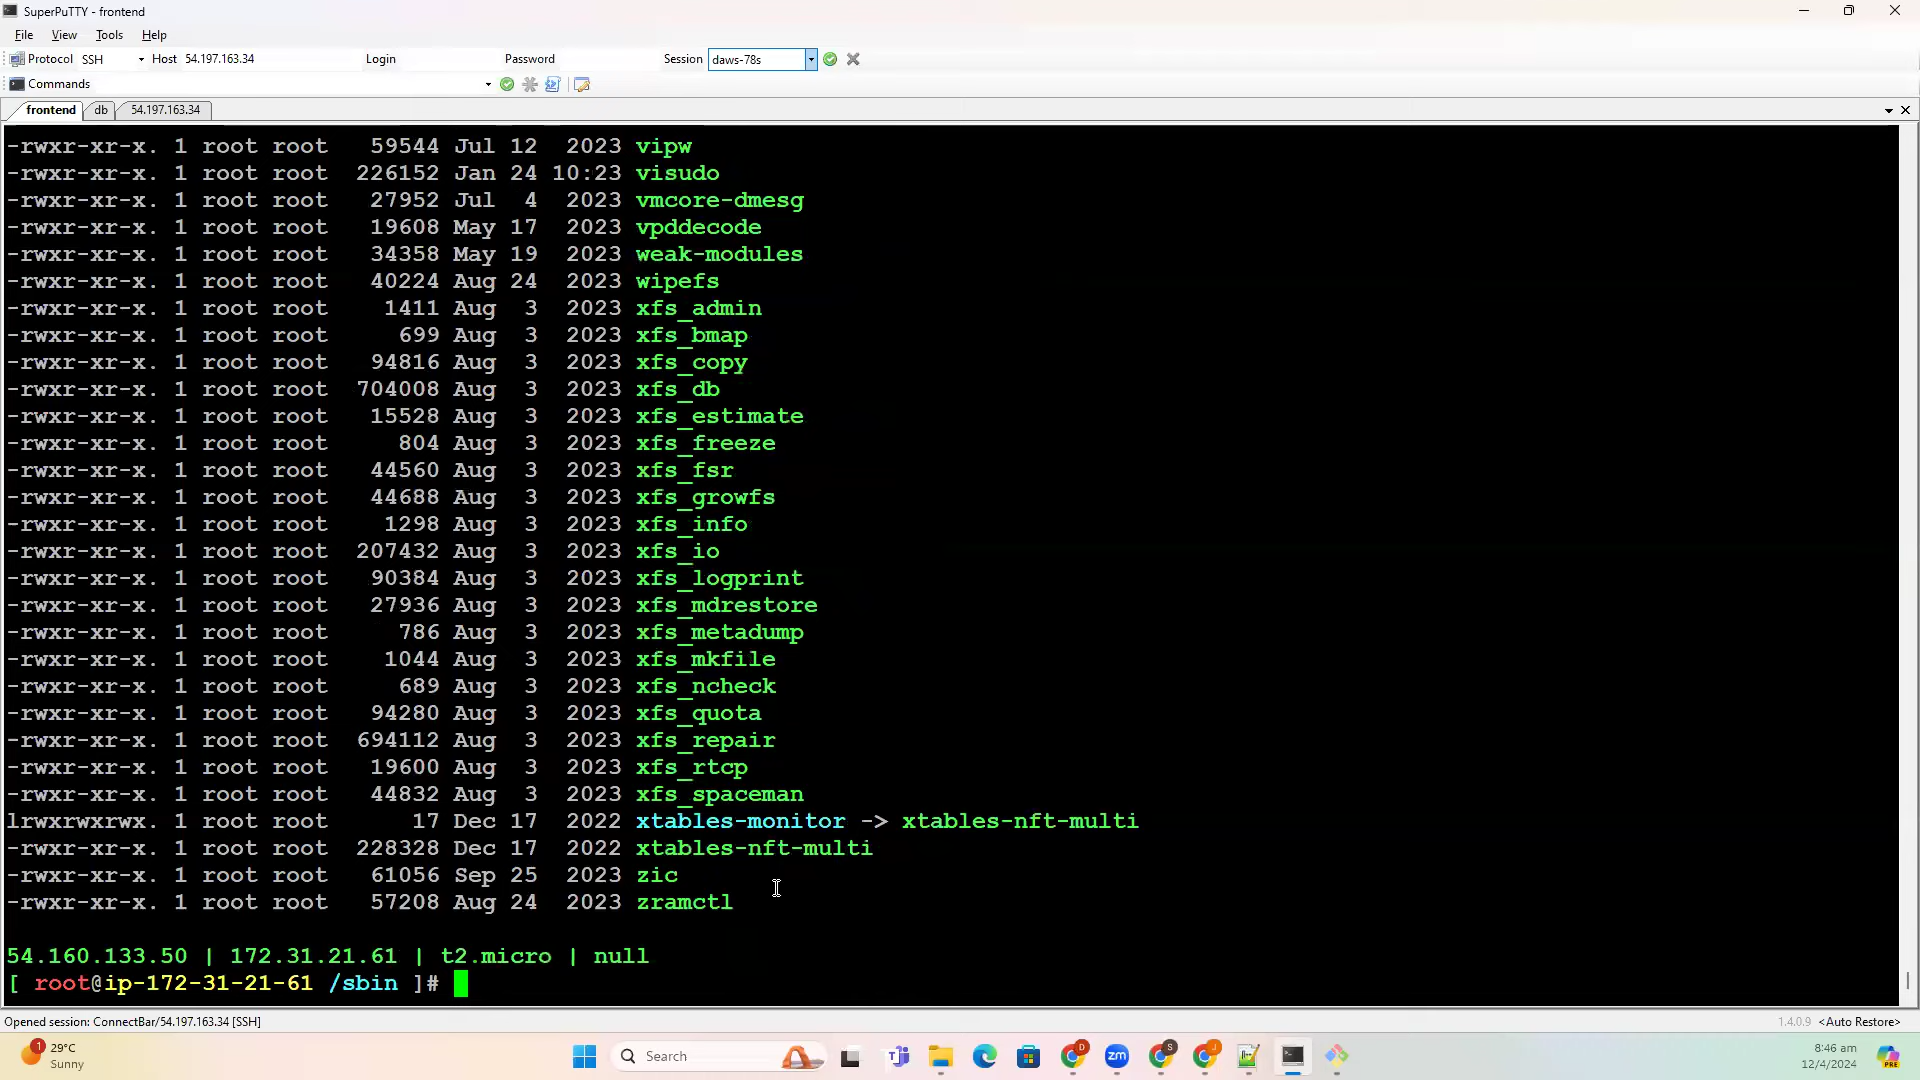 SuperPuTTY - frontend
File View Tools Help
Protocol SSH Host 54.197.163.34 Login Password Session daws-78s
Commands
frontend db 54.197.163.34
-rwxr-xr-x. 1 root root 59544 Jul 12 2023 vipw
-rwxr-xr-x. 1 root root 226152 Jan 24 10:23 visudo
-rwxr-xr-x. 1 root root 27952 Jul 4 2023 vmcore-dmesg
-rwxr-xr-x. 1 root root 19608 May 17 2023 vpddecode
-rwxr-xr-x. 1 root root 34358 May 19 2023 weak-modules
-rwxr-xr-x. 1 root root 40224 Aug 24 2023 wipefs
-rwxr-xr-x. 1 root root 1411 Aug 3 2023 xfs_admin
-rwxr-xr-x. 1 root root 699 Aug 3 2023 xfs_bmap
-rwxr-xr-x. 1 root root 94816 Aug 3 2023 xfs_copy
-rwxr-xr-x. 1 root root 704008 Aug 3 2023 xfs_db
-rwxr-xr-x. 1 root root 15528 Aug 3 2023 xfs_estimate
-rwxr-xr-x. 1 root root 804 Aug 3 2023 xfs_freeze
-rwxr-xr-x. 1 root root 44560 Aug 3 2023 xfs_fsr
-rwxr-xr-x. 1 root root 44688 Aug 3 2023 xfs_growfs
-rwxr-xr-x. 1 root root 1298 Aug 3 2023 xfs_info
-rwxr-xr-x. 1 root root 207432 Aug 3 2023 xfs_io
-rwxr-xr-x. 1 root root 90384 Aug 3 2023 xfs_logprint
-rwxr-xr-x. 1 root root 27936 Aug 3 2023 xfs_mdrestore
-rwxr-xr-x. 1 root root 786 Aug 3 2023 xfs_metadump
-rwxr-xr-x. 1 root root 1044 Aug 3 2023 xfs_mkfile
-rwxr-xr-x. 1 root root 689 Aug 3 2023 xfs_ncheck
-rwxr-xr-x. 1 root root 94280 Aug 3 2023 xfs_quota
-rwxr-xr-x. 1 root root 694112 Aug 3 2023 xfs_repair
-rwxr-xr-x. 1 root root 19600 Aug 3 2023 xfs_rtcp
-rwxr-xr-x. 1 root root 44832 Aug 3 2023 xfs_spaceman
lrwxrwxrwx. 1 root root 17 Dec 17 2022 xtables-monitor -> xtables-nft-multi
-rwxr-xr-x. 1 root root 228328 Dec 17 2022 xtables-nft-multi
-rwxr-xr-x. 1 root root 61056 Sep 25 2023 zic
-rwxr-xr-x. 1 root root 57208 Aug 24 2023 zramctl
54.160.133.50 | 172.31.21.61 | t2.micro | null
[ root@ip-172-31-21-61 /sbin ]#
Opened session: ConnectBar/54.197.163.34 [SSH] 1.4.0.9 <Auto Restore>
1 29°C
Sunny
Search
D zm S J
8:46 am
12/4/2024
PRE